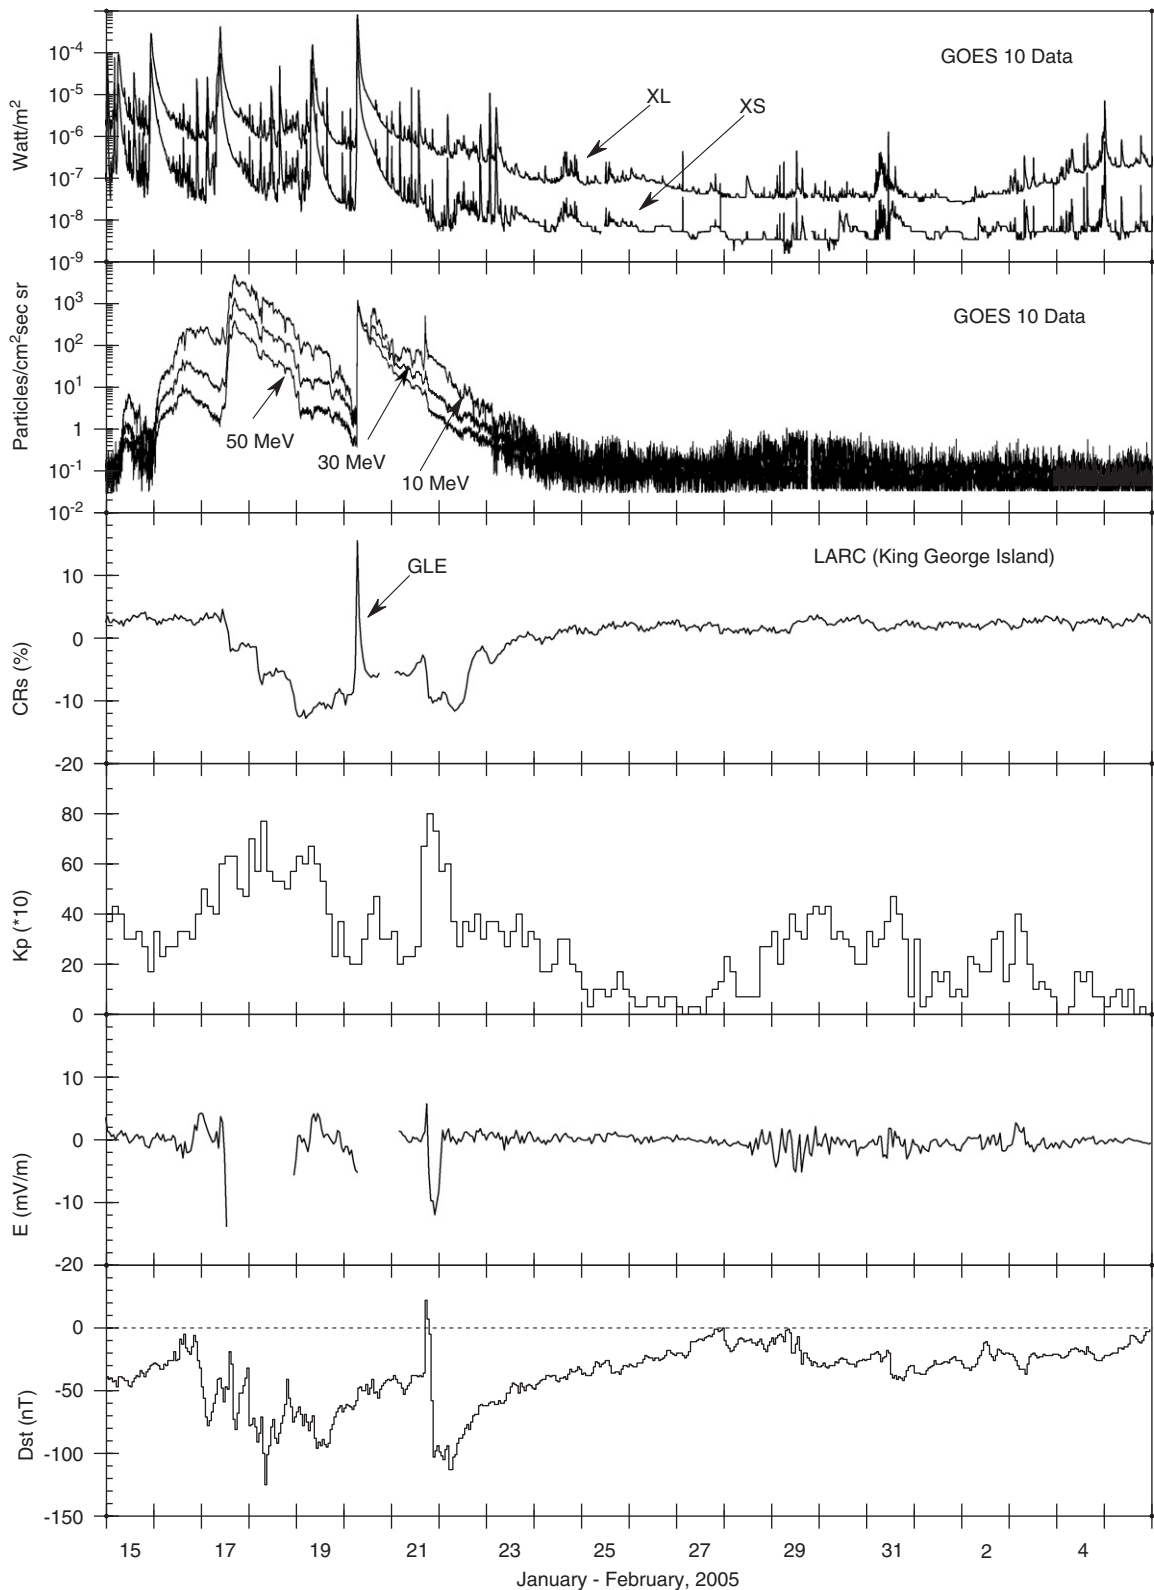 GOES 10 Data
Watt/m²
10⁻⁴
10⁻⁵
10⁻⁶
10⁻⁷
10⁻⁸
10⁻⁹
XL
XS
GOES 10 Data
Particles/cm²sec sr
10³
10²
10¹
1
10⁻¹
10⁻²
50 MeV
30 MeV
10 MeV
LARC (King George Island)
CRs (%)
10
0
-10
-20
GLE
Kp (*10)
80
60
40
20
0
E (mV/m)
10
0
-10
-20
Dst (nT)
0
-50
-100
-150
15 17 19 21 23 25 27 29 31 2 4
January - February, 2005